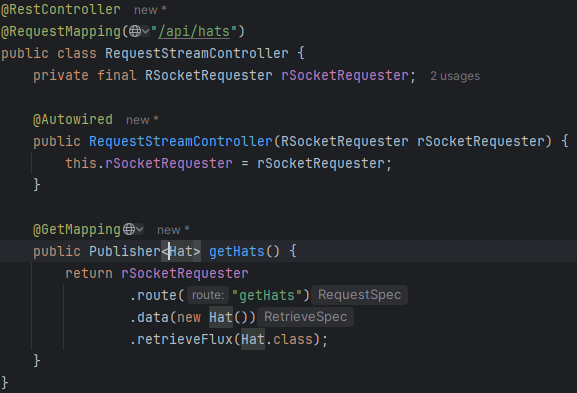 @RestController new *
@RequestMapping("/api/hats")
public class RequestStreamController {
private final RSocketRequester rSocketRequester; 2 usages
@Autowired new *
public RequestStreamController(RSocketRequester rSocketRequester) {
this.rSocketRequester = rSocketRequester;
}
@GetMapping new *
public Publisher<Hat> getHats() {
return rSocketRequester
.route( route: "getHats") RequestSpec
.data(new Hat()) RetrieveSpec
.retrieveFlux(Hat.class);
}
}